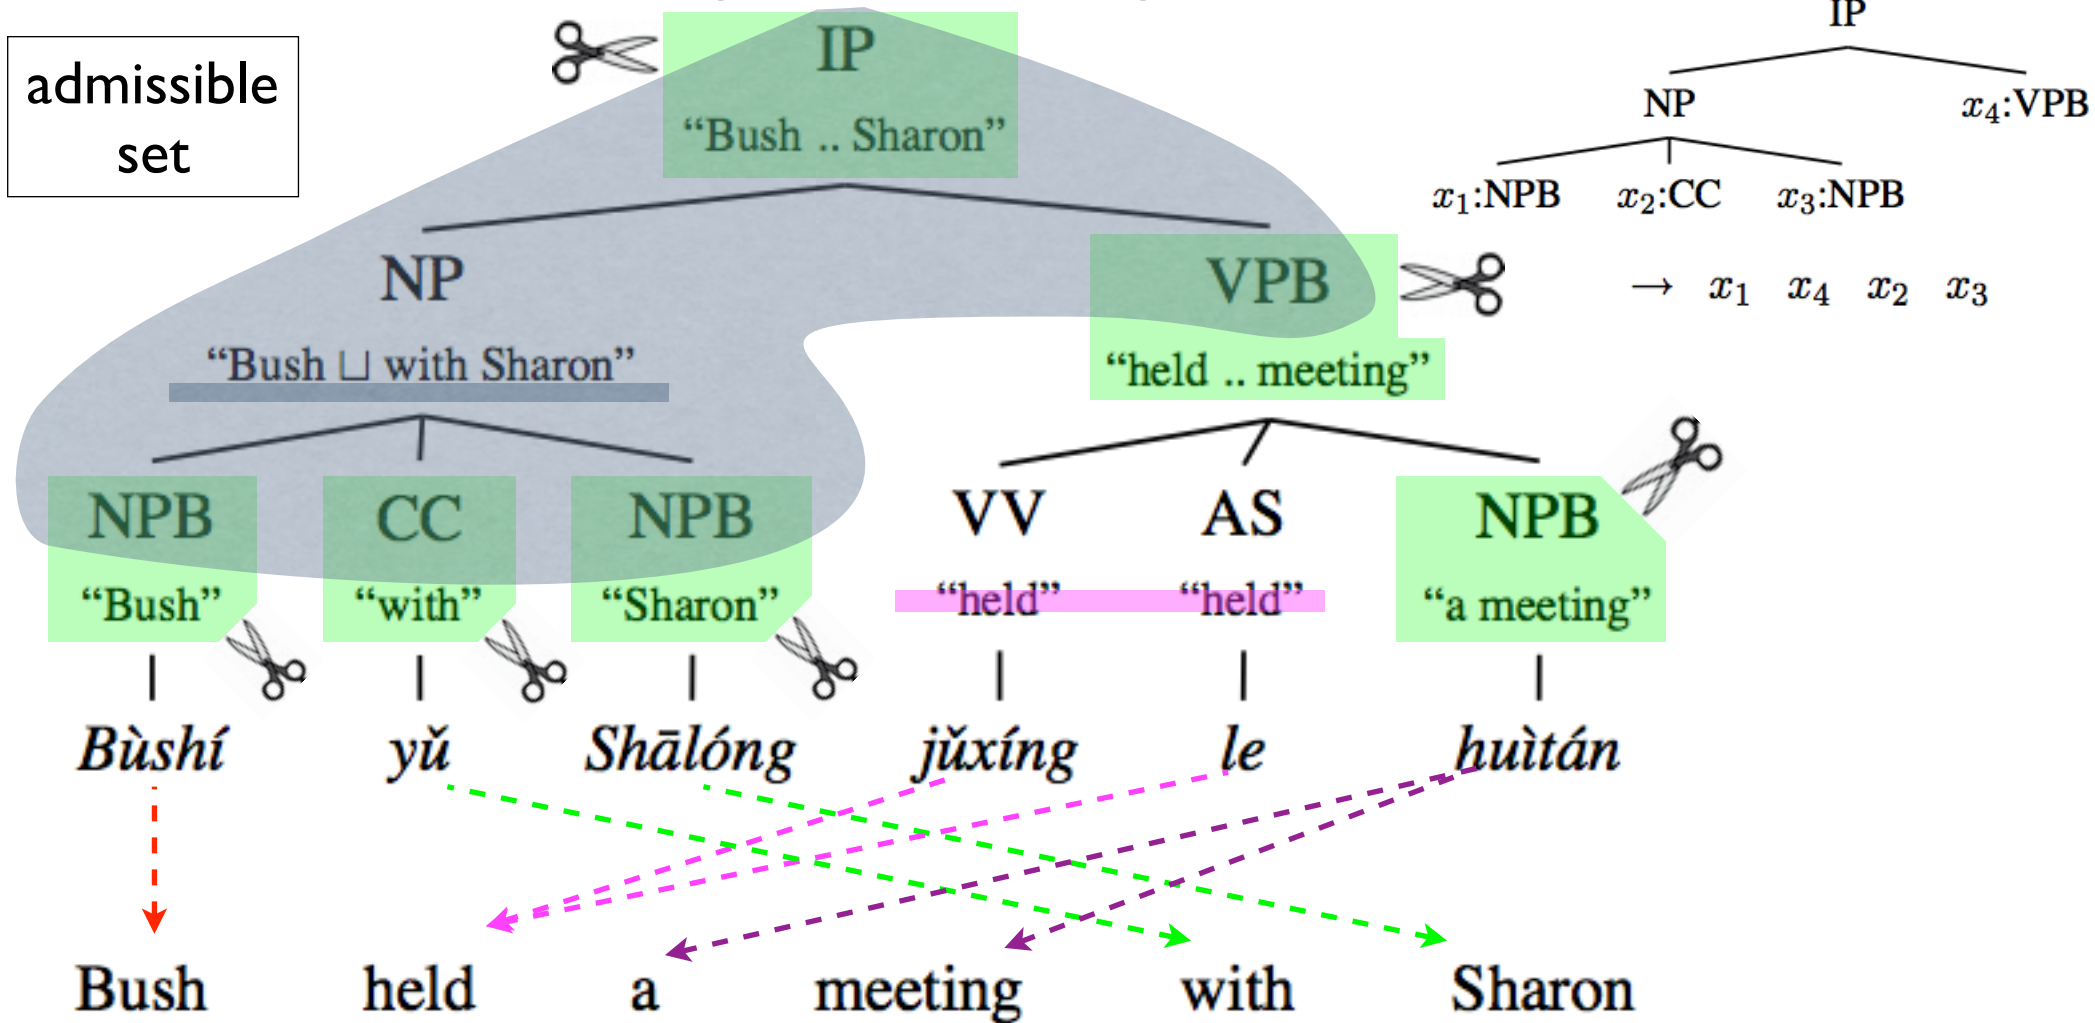 admissible
set
IP
“Bush .. Sharon”
NP
“Bush ⊔ with Sharon”
VPB
“held .. meeting”
NPB CC NPB VV AS NPB
“Bush” “with” “Sharon” “held” “held” “a meeting”
Bùshí yǔ Shālóng jǔxíng le huìtán
Bush held a meeting with Sharon
IP
NP x₄:VPB
x₁:NPB x₂:CC x₃:NPB
→ x₁ x₄ x₂ x₃